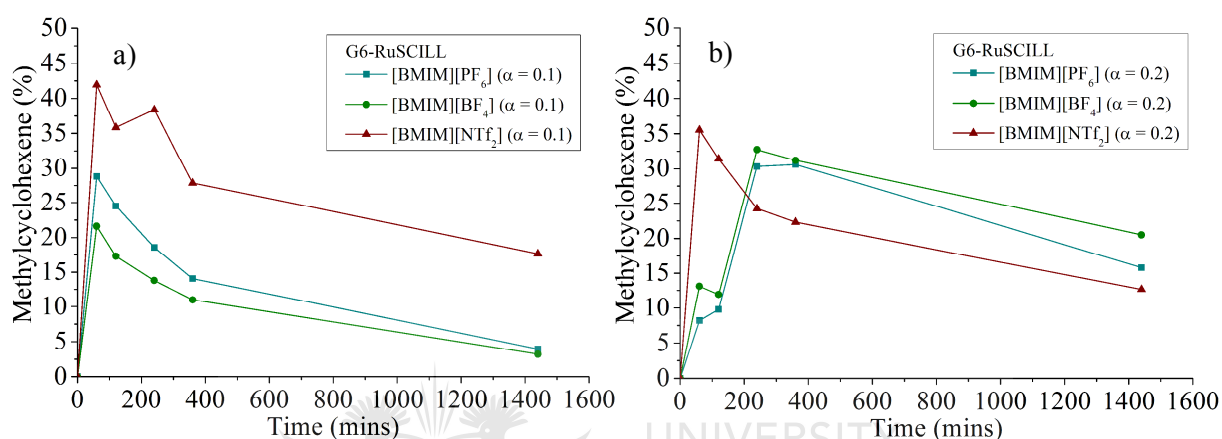 a)
G6-RuSCILL
[BMIM][PF6] (α = 0.1)
[BMIM][BF4] (α = 0.1)
[BMIM][NTf2] (α = 0.1)
Methylcyclohexene (%)
50
45
40
35
30
25
20
15
10
5
0
0 200 400 600 800 1000 1200 1400 1600
Time (mins)
b)
G6-RuSCILL
[BMIM][PF6] (α = 0.2)
[BMIM][BF4] (α = 0.2)
[BMIM][NTf2] (α = 0.2)
Methylcyclohexene (%)
50
45
40
35
30
25
20
15
10
5
0
0 200 400 600 800 1000 1200 1400 1600
Time (mins)
UNIVERSITY